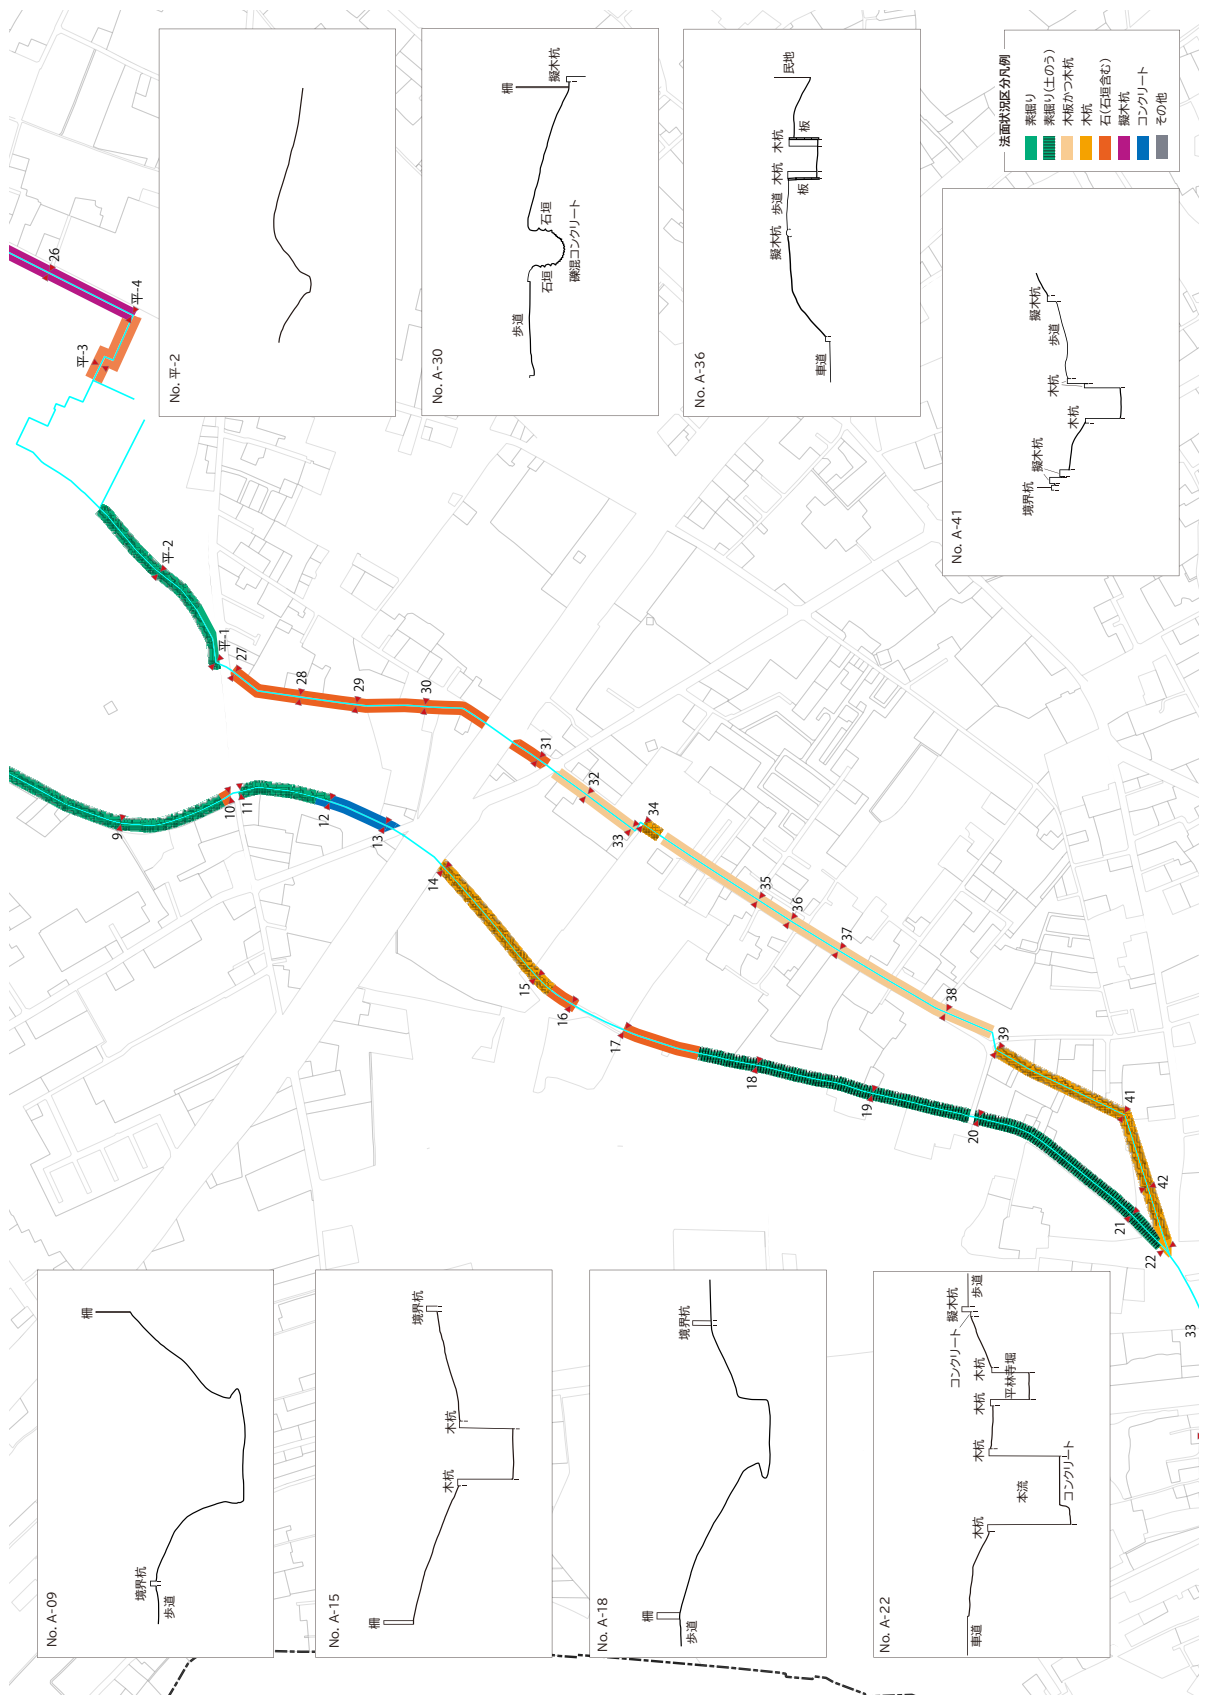 No. A-09
境界杭
歩道
柵
No. A-15
柵
木杭
木杭
境界杭
No. A-18
柵
歩道
境界杭
No. A-22
車道
木杭
本流
コンクリート
木杭
木杭
平林寺堀
木杭
コンクリート
擬木杭
歩道
9
10
11
12
13
14
15
16
17
18
19
20
21
22
33
26
平-4
平-3
平-2
平-1
27
28
29
30
31
32
33
34
35
36
37
38
39
41
42
No. 平-2
No. A-30
歩道
石垣
礫混コンクリート
石垣
柵
擬木杭
No. A-36
車道
擬木杭
歩道
木杭
板
木杭
板
民地
No. A-41
境界杭
擬木杭
木杭
木杭
歩道
擬木杭
法面状況区分凡例
素掘り
素掘り(土のう)
木板かつ木杭
木杭
石(石垣含む)
擬木杭
コンクリート
その他